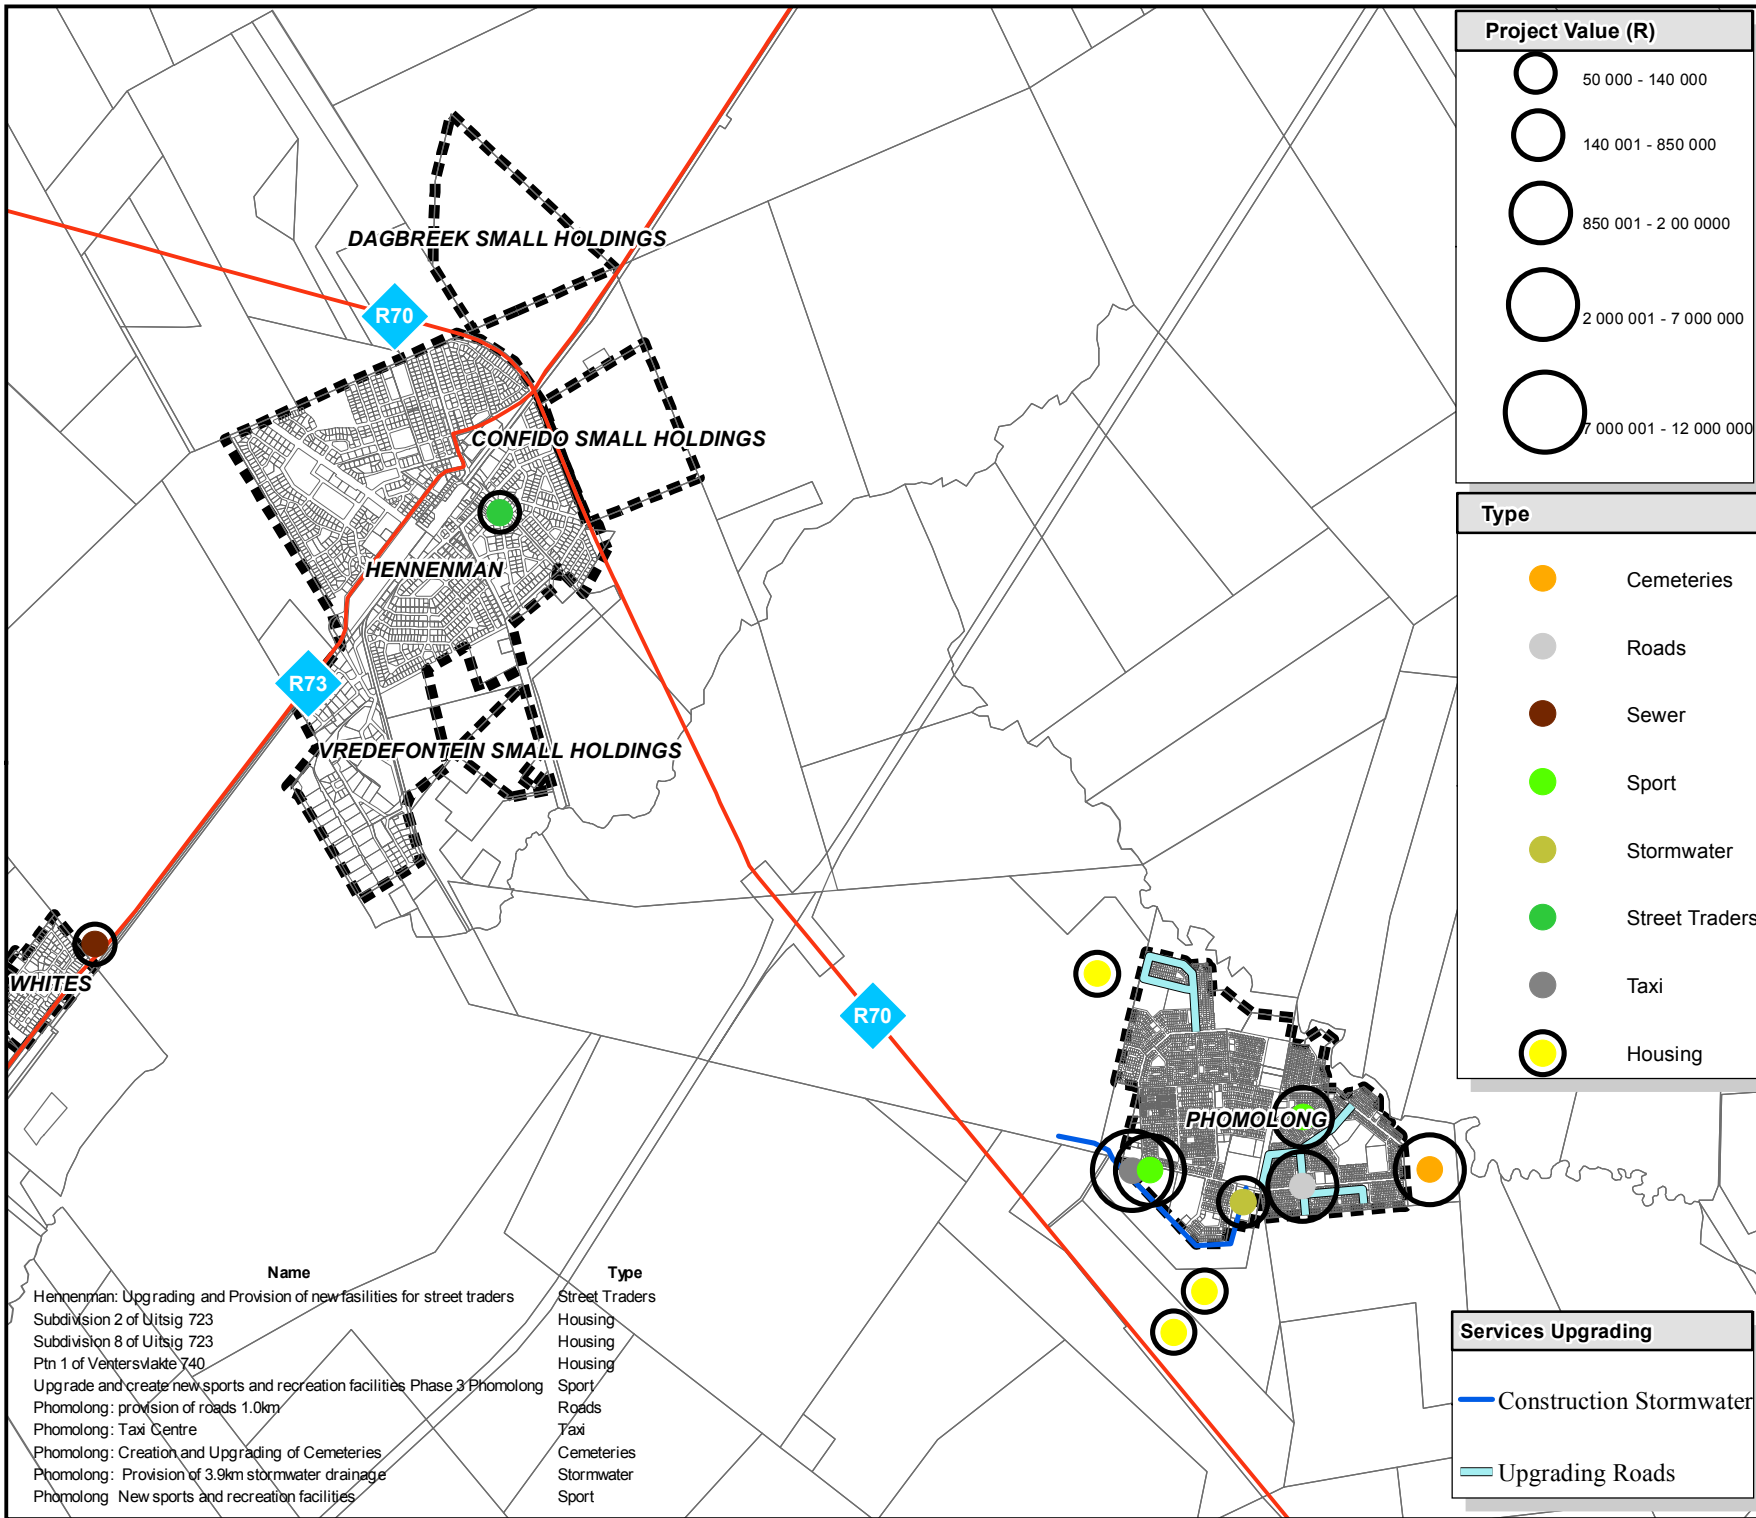 Project Value (R)
50 000 - 140 000
140 001 - 850 000
850 001 - 2 00 0000
2 000 001 - 7 000 000
7 000 001 - 12 000 000
Type
Cemeteries
Roads
Sewer
Sport
Stormwater
Street Traders
Taxi
Housing
DAGBREEK SMALL HOLDINGS
R70
CONFIDO SMALL HOLDINGS
HENNENMAN
R73
VREDEFONTEIN SMALL HOLDINGS
WHITES
R70
PHOMOLONG
Name Type
Hennenman: Upgrading and Provision of new fasilities for street traders Street Traders
Subdivision 2 of Uitsig 723 Housing
Subdivision 8 of Uitsig 723 Housing
Ptn 1 of Ventersvlakte 740 Housing
Upgrade and create new sports and recreation facilities Phase 3 Phomolong Sport
Phomolong: provision of roads 1.0km Roads
Phomolong: Taxi Centre Taxi
Phomolong: Creation and Upgrading of Cemeteries Cemeteries
Phomolong: Provision of 3.9km stormwater drainage Stormwater
Phomolong New sports and recreation facilities Sport
Services Upgrading
Construction Stormwater
Upgrading Roads